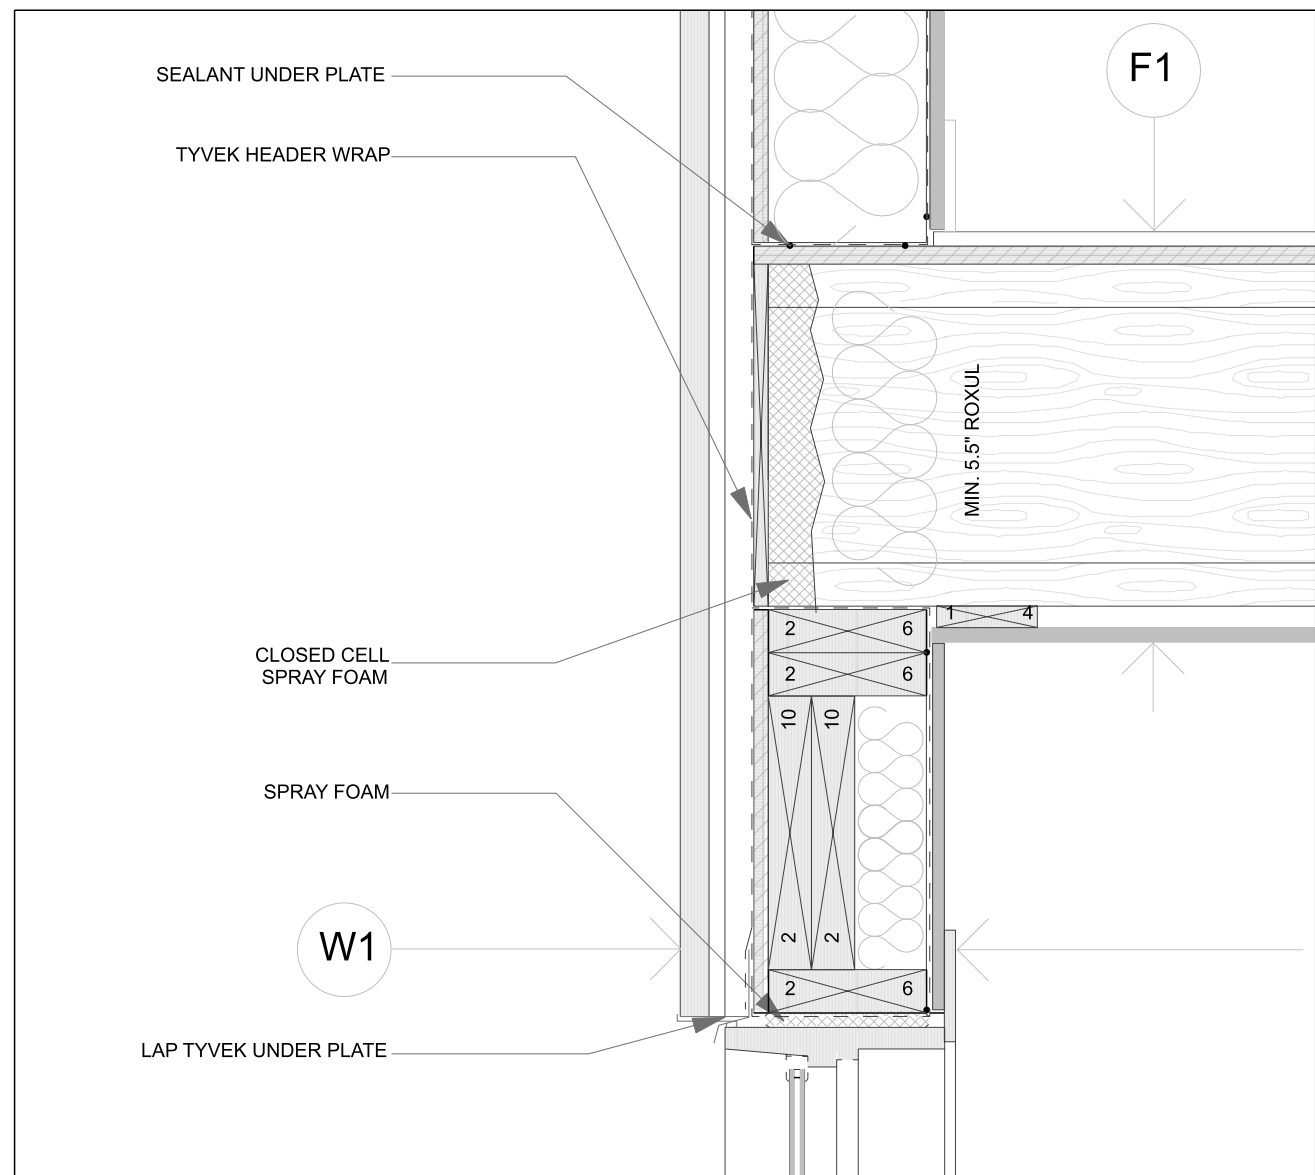 SEALANT UNDER PLATE
F1
TYVEK HEADER WRAP
MIN. 5.5" ROXUL
1 4
2 6
CLOSED CELL
SPRAY FOAM
2 6
10 10
SPRAY FOAM
2 2
W1
2 6
LAP TYVEK UNDER PLATE